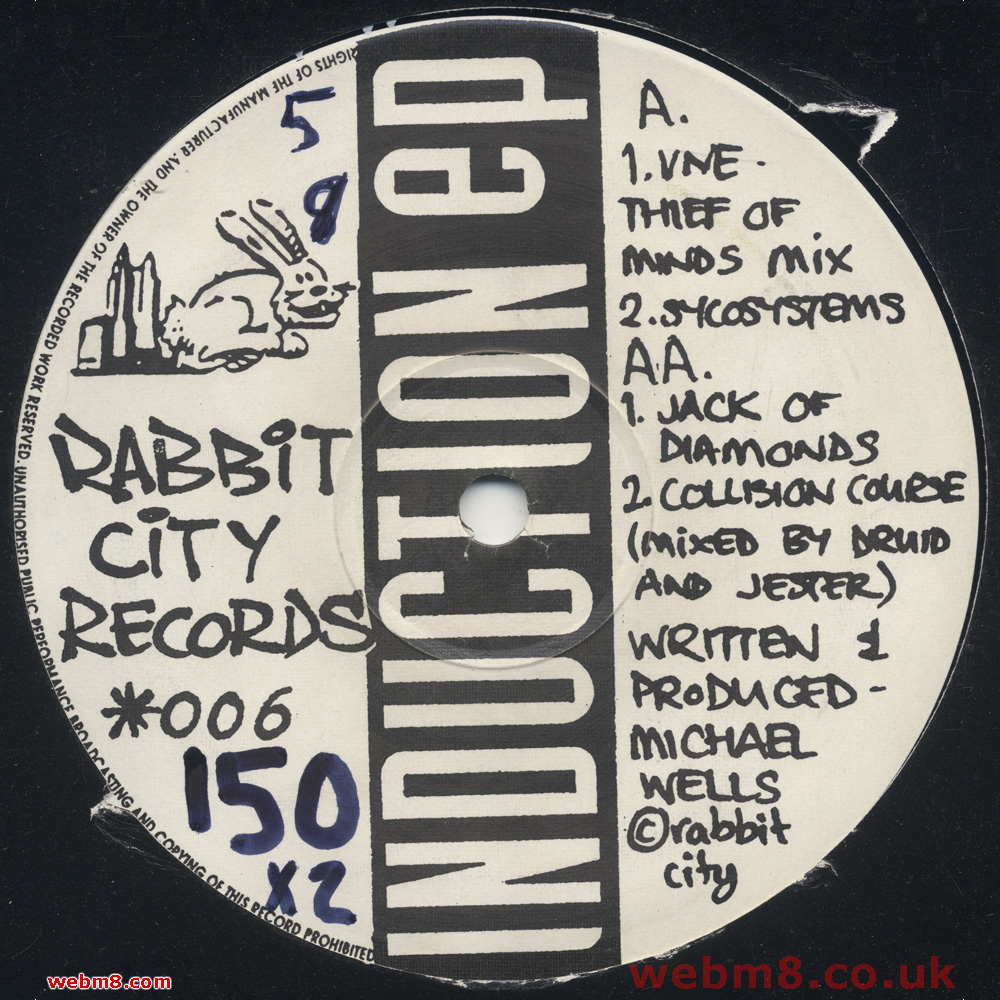 RIGHTS OF THE MANUFACTURER AND THE OWNER OF THE RECORDED WORK RESERVED. UNAUTHORISED PUBLIC PERFORMANCE BROADCASTING AND COPYING OF THIS RECORD PROHIBITED
5
9
RABBiT
CiTY
RECORDS
*006
150
x2
INDUCTION ep
A.
1. VNE -
THIEF OF
MINDS MiX
2. SYCOSYSTEMS
A.A.
1. JACK OF
DIAMONDS
2. COLLISION COURSE
(MiXED BY DRUID
AND JESTER)
WRITTEN &
PRODUCED -
MICHAEL
WELLS
©rabbit
city
webm8.com
webm8.co.uk